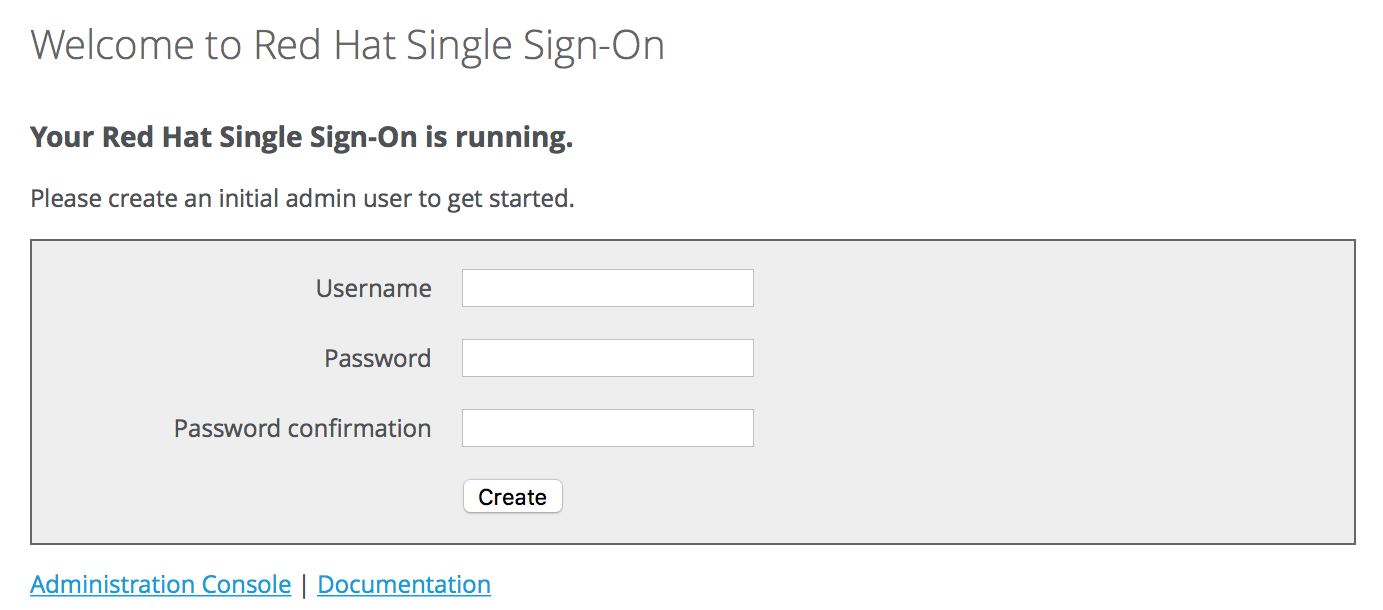 Welcome to Red Hat Single Sign-On
Your Red Hat Single Sign-On is running.
Please create an initial admin user to get started.
Username
Password
Password confirmation
Create
Administration Console | Documentation